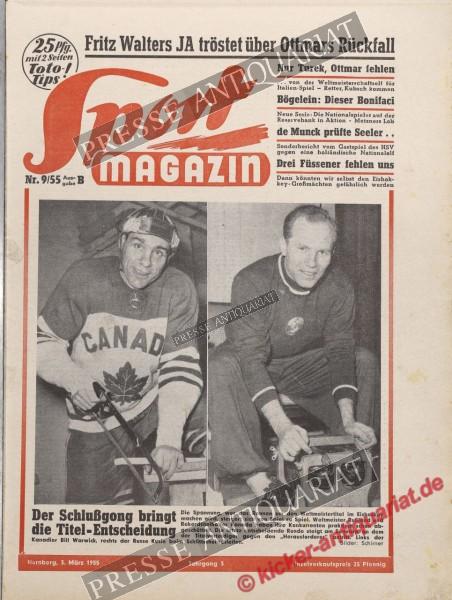 25 Pfg.
mit 2 Seiten
Toto-
Tips!
Fritz Walters JA tröstet über Ottmars Rückfall
Nur Turek, Ottmar fehlen
. . . von der Weltmeisterschaftself für
Italien-Spiel – Retter, Kubsch kommen
Bögelein: Dieser Bonifaci
Neue Serie: Die Nationalspieler auf der
Reservebank in Aktion – Metzners Lob
de Munck prüfte Seeler . .
Sonderbericht vom Gastspiel des HSV
gegen eine holländische Nationalelf
Drei Füssener fehlen uns
Dann könnten wir selbst den Eishok-
key-Großmächten gefährlich werden
Sport
MAGAZIN
Nr. 9/55 Aus-
gabe B
CANAD
Der Schlußgong bringt
die Titel-Entscheidung
Kanadier Bill Warwick, rechts der Russe
Bilder: Schirner
Nürnberg, 3. März 1955
Jahrgang
Einzelverkaufspreis 25 Pfennig
PRESSE ANTIQUARIAT
PRESSE ANTIQUARIAT
PRESSE ANTIQUARIAT
PRESSE ANTIQUARIAT
© kicker-antiquariat.de